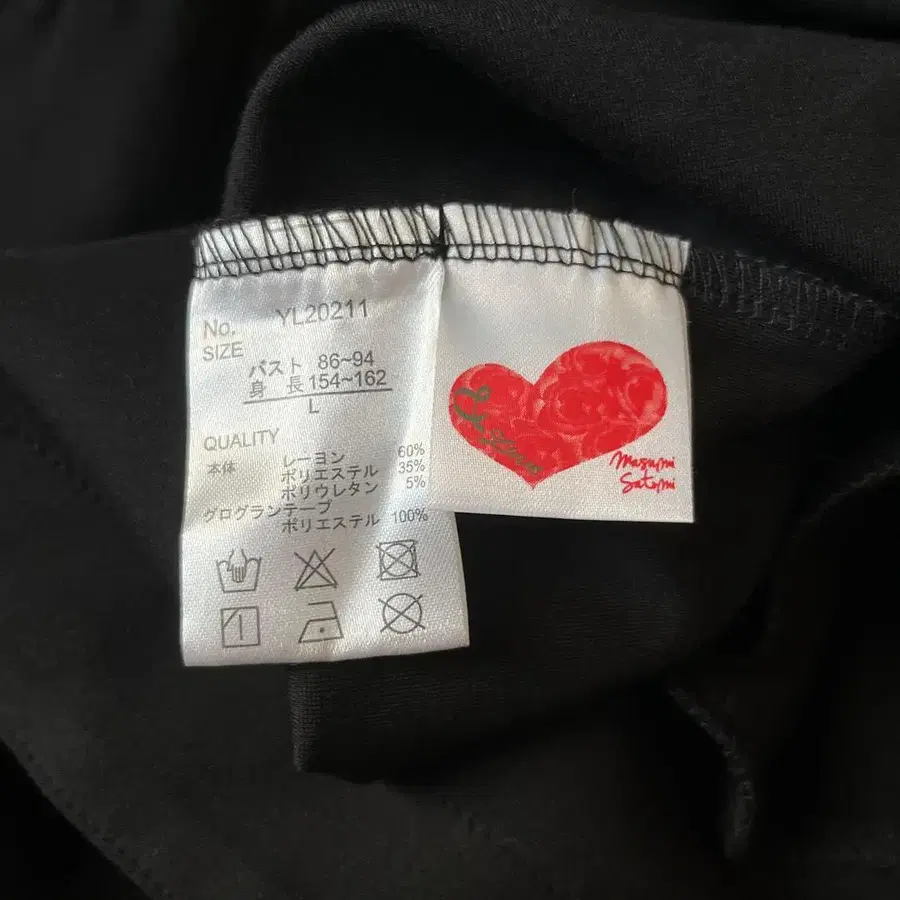 No. YL20211
SIZE
バスト 86~94
身 長 154~162
L
QUALITY
本体 レーヨン 60%
ポリエステル 35%
ポリウレタン 5%
グログランテープ
ポリエステル 100%
Masumi
Satomi